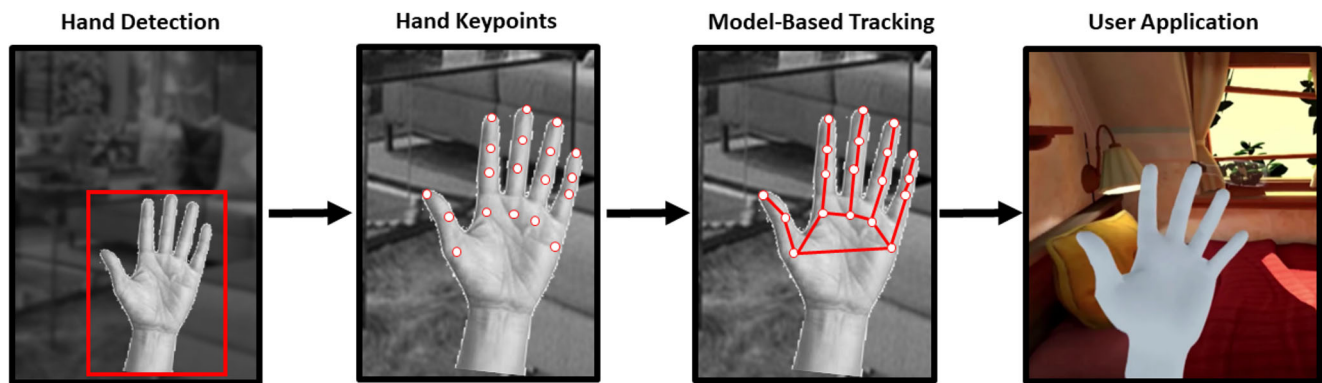 Hand Detection
Hand Keypoints
Model-Based Tracking
User Application